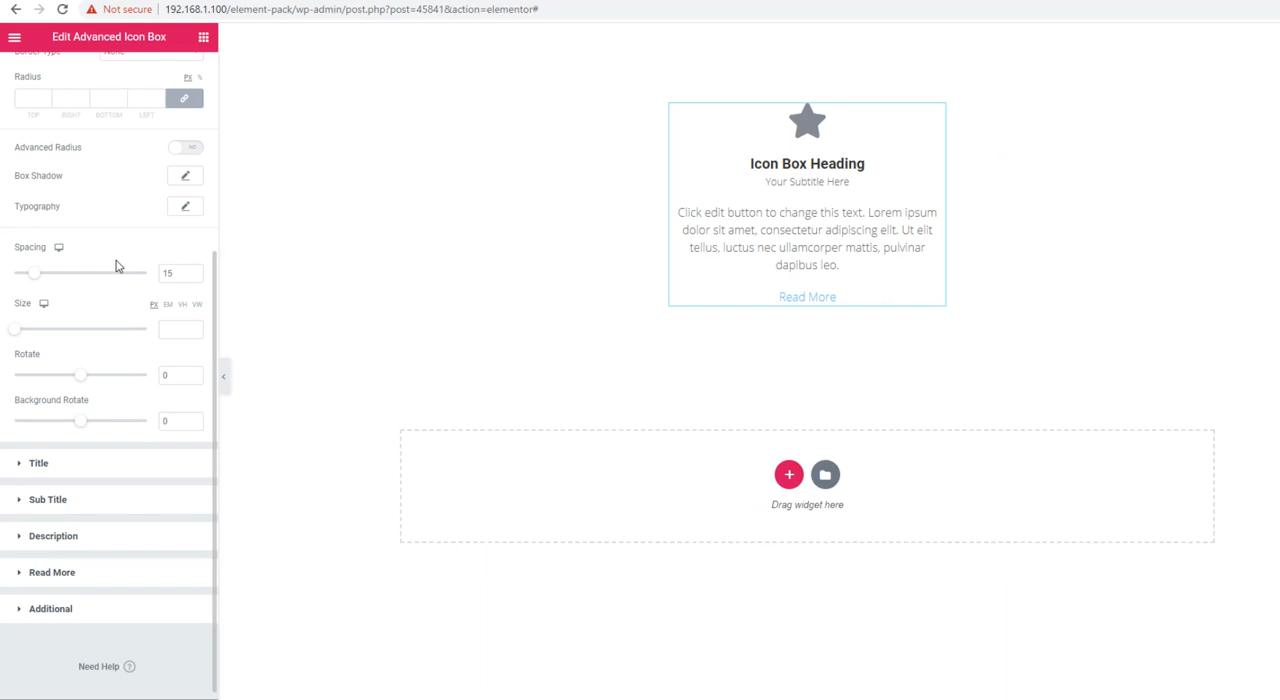 Not secure | 192.168.1.100/element-pack/wp-admin/post.php?post=45841&action=elementor#
Edit Advanced Icon Box
Border Type None
Radius PX %
TOP RIGHT BOTTOM LEFT
Advanced Radius NO
Box Shadow
Typography
Spacing
15
Size PX EM VH VW
Rotate
0
Background Rotate
0
Title
Sub Title
Description
Read More
Additional
Need Help ?
Icon Box Heading
Your Subtitle Here
Click edit button to change this text. Lorem ipsum
dolor sit amet, consectetur adipiscing elit. Ut elit
tellus, luctus nec ullamcorper mattis, pulvinar
dapibus leo.
Read More
Drag widget here